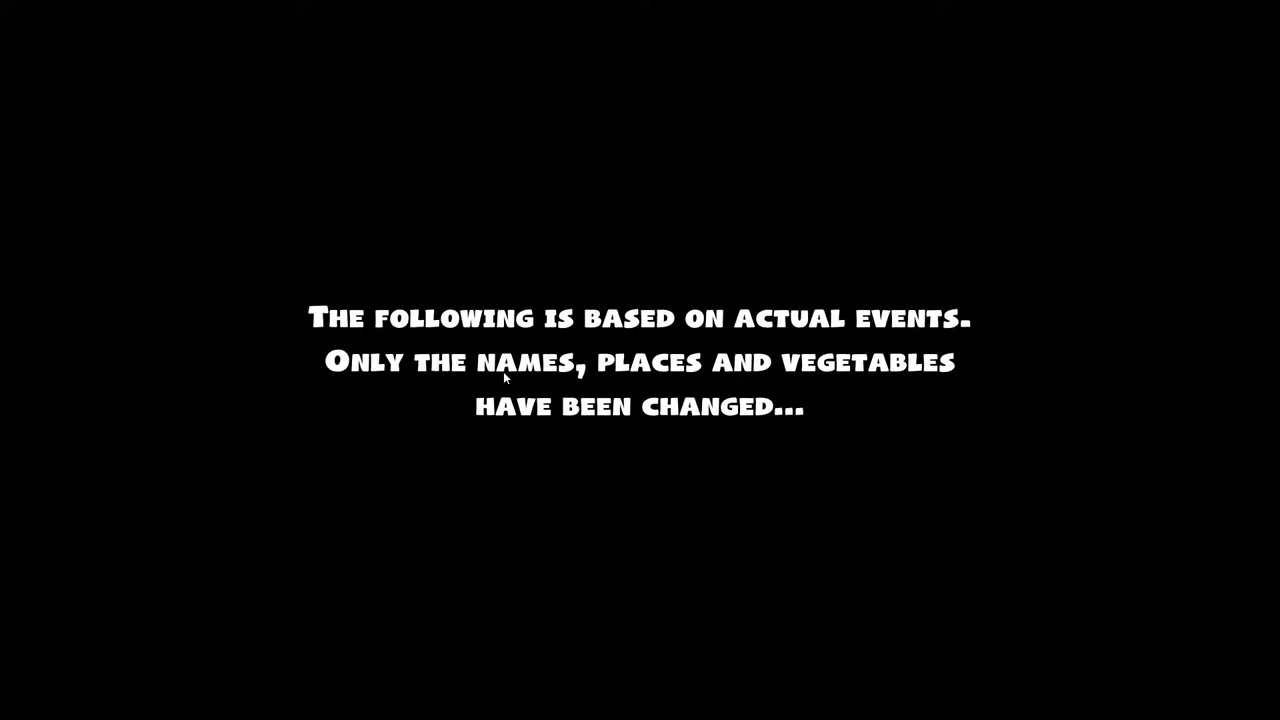 The following is based on actual events.
Only the names, places and vegetables
have been changed...